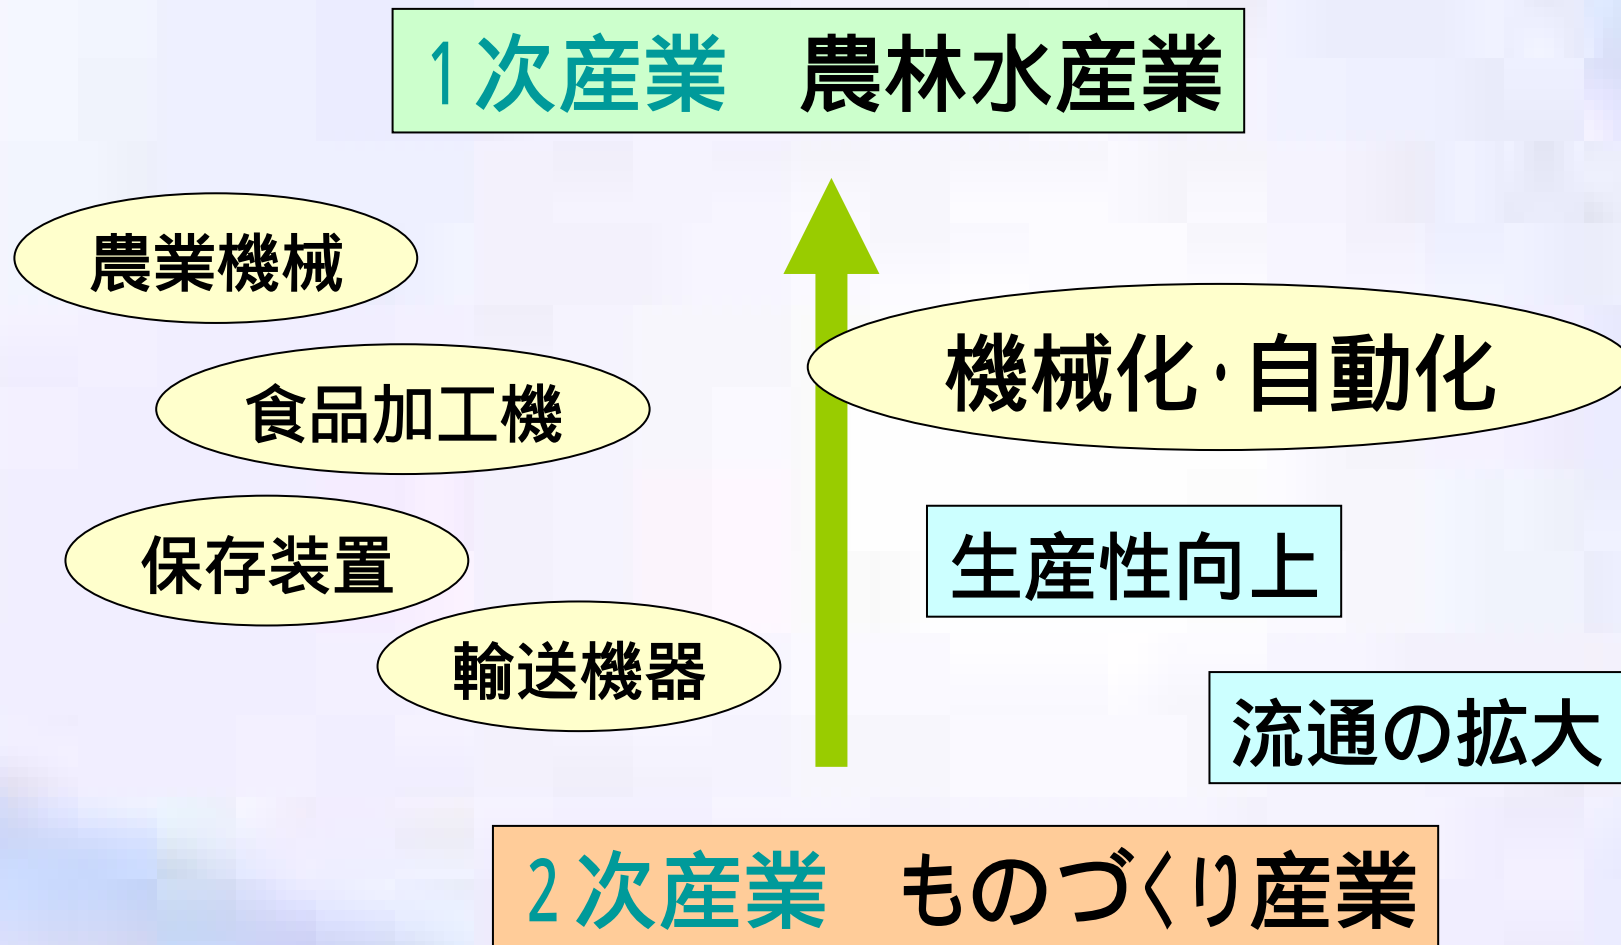 1次産業　農林水産業
農業機械
機械化・自動化
食品加工機
保存装置
生産性向上
輸送機器
流通の拡大
2次産業　ものづくり産業